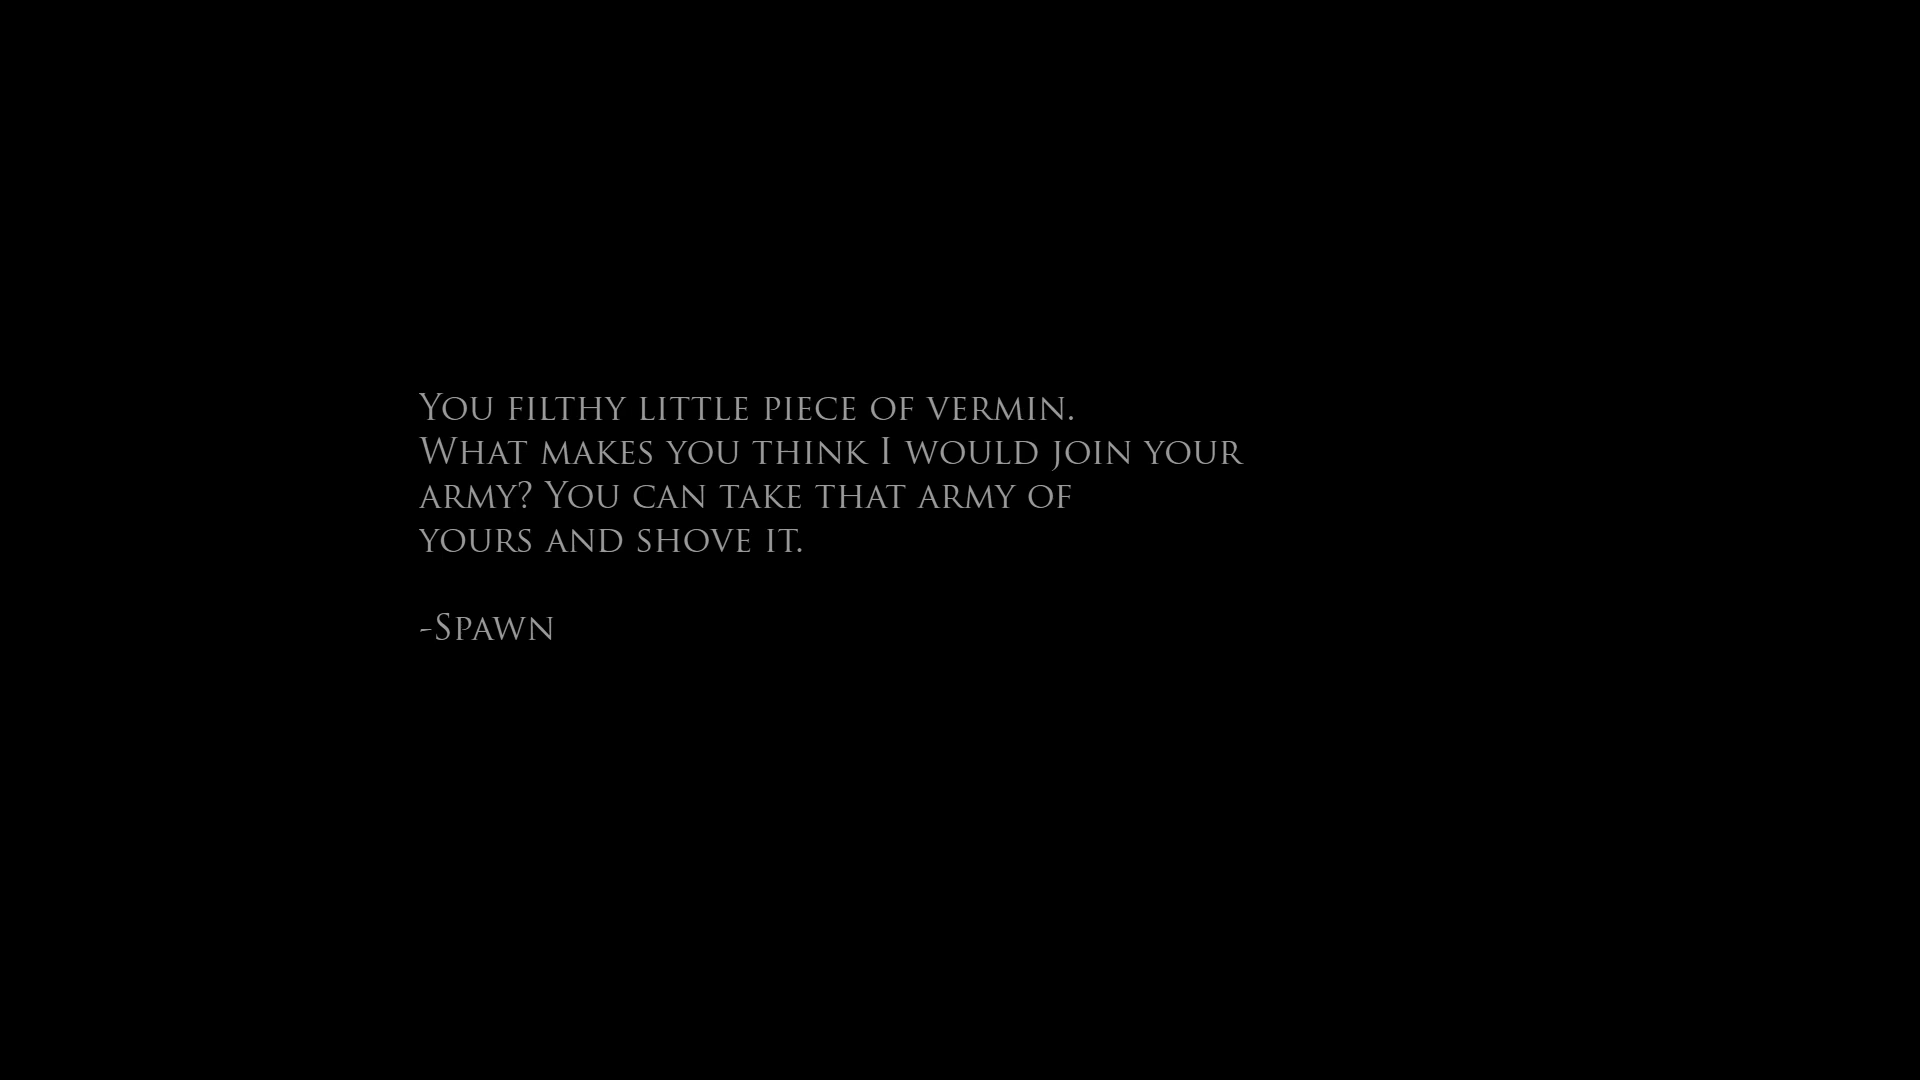 You filthy little piece of vermin.
What makes you think I would join your
army? You can take that army of
yours and shove it.
-Spawn